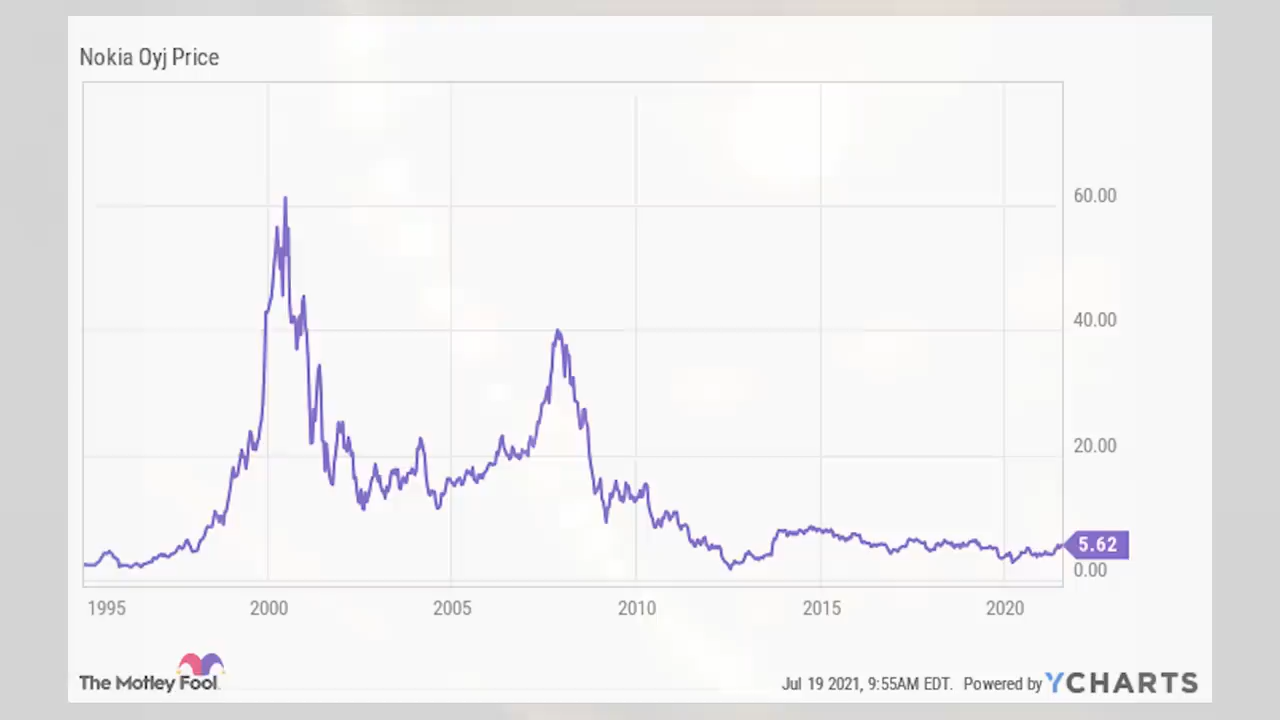 Nokia Oyj Price
60.00
40.00
20.00
5.62
0.00
1995 2000 2005 2010 2015 2020
The Motley Fool.
Jul 19 2021, 9:55AM EDT. Powered by YCHARTS